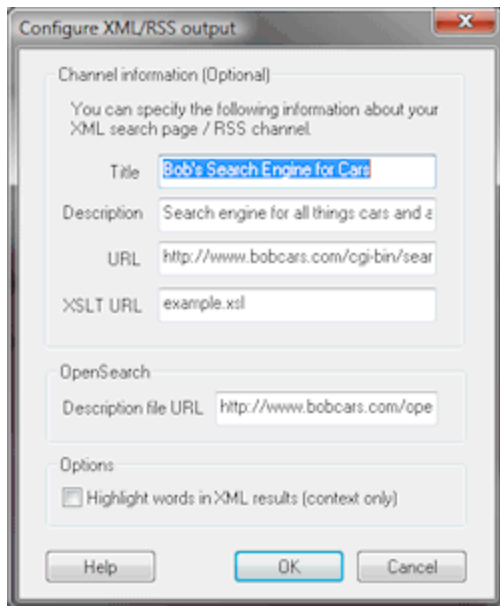 Configure XML/RSS output
Channel information (Optional)
You can specify the following information about your
XML search page / RSS channel.
Title Bob's Search Engine for Cars
Description Search engine for all things cars and a
URL http://www.bobcars.com/cgi-bin/sear
XSLT URL example.xsl
OpenSearch
Description file URL http://www.bobcars.com/ope
Options
Highlight words in XML results (context only)
Help OK Cancel